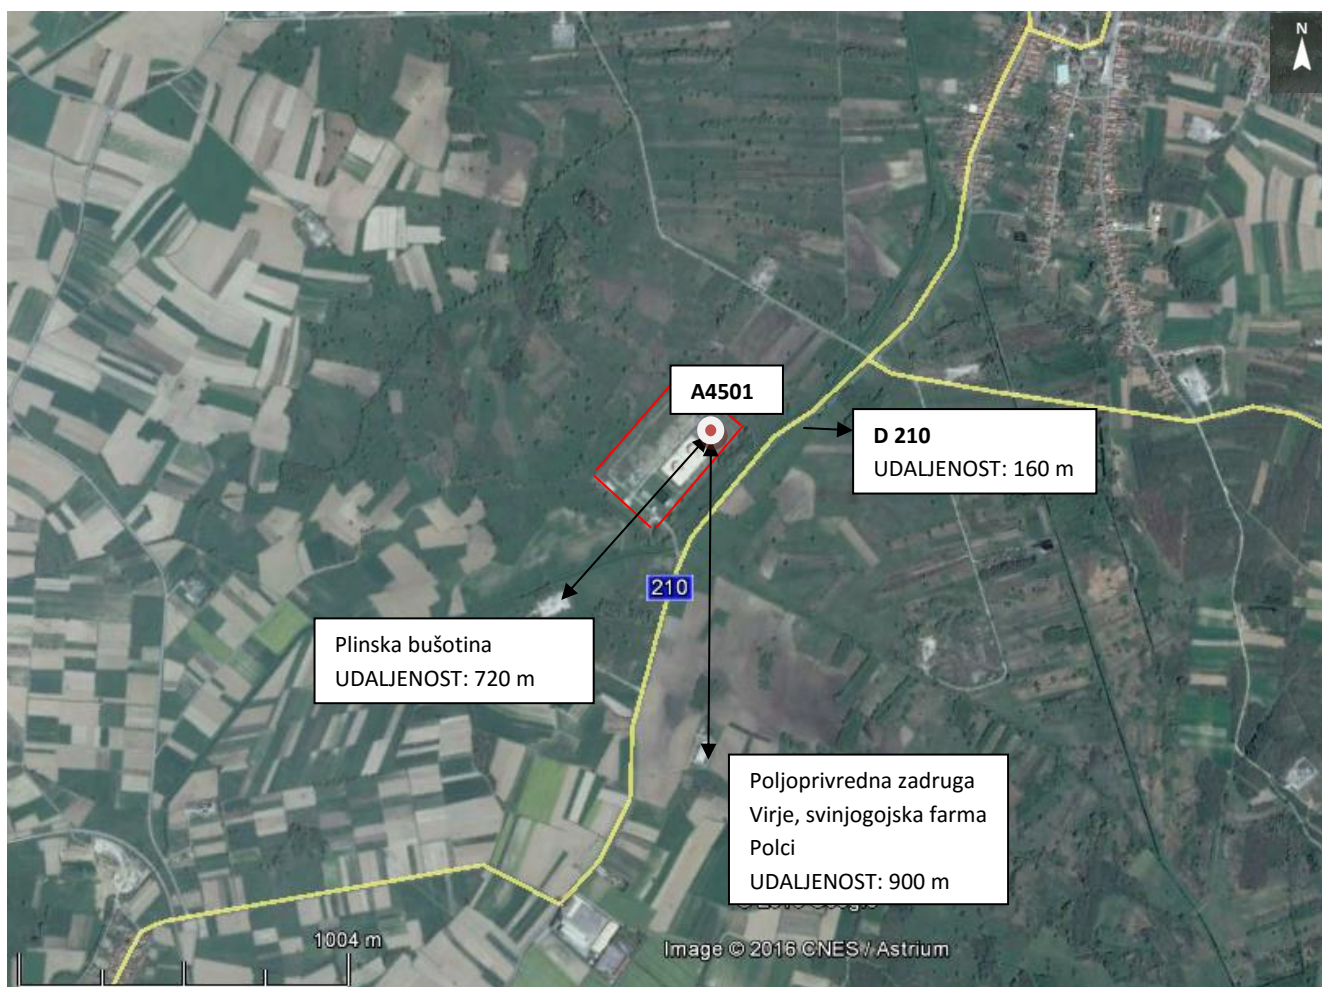 N
A4501
D 210
UDALJENOST: 160 m
210
Plinska bušotina
UDALJENOST: 720 m
Poljoprivredna zadruga
Virje, svinjogojska farma
Polci
UDALJENOST: 900 m
1004 m
Image © 2016 CNES / Astrium